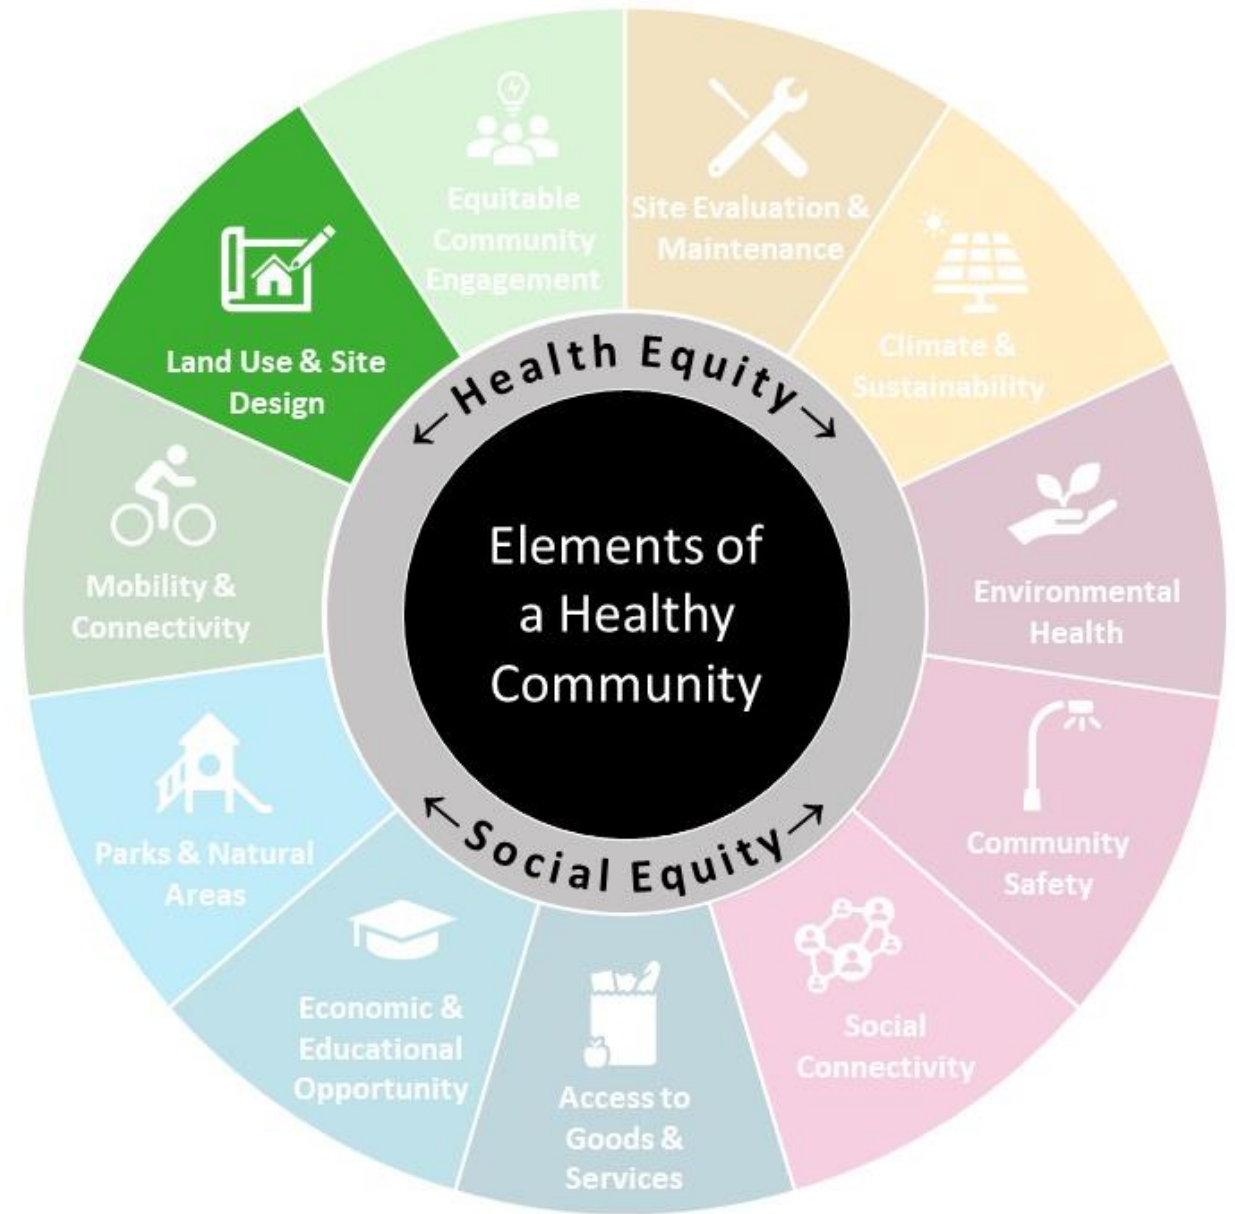 Equitable
Community
Engagement
Site Evaluation &
Maintenance
Climate &
Sustainability
Environmental
Health
Community
Safety
Social
Connectivity
Access to
Goods &
Services
Economic &
Educational
Opportunity
Parks & Natural
Areas
Mobility &
Connectivity
Land Use & Site
Design
←Health Equity→
Elements of
a Healthy
Community
←Social Equity→